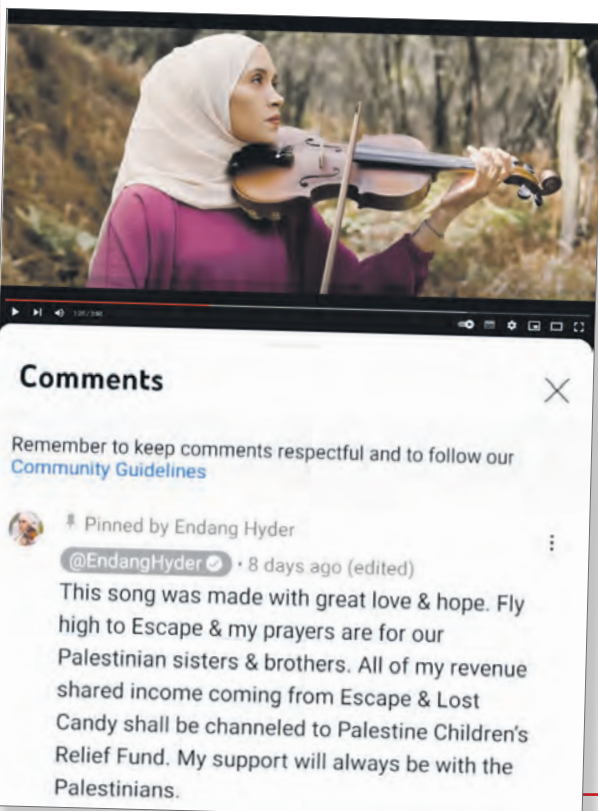 Comments
Remember to keep comments respectful and to follow our
Community Guidelines
Pinned by Endang Hyder
@EndangHyder • 8 days ago (edited)
This song was made with great love & hope. Fly
high to Escape & my prayers are for our
Palestinian sisters & brothers. All of my revenue
shared income coming from Escape & Lost
Candy shall be channeled to Palestine Children's
Relief Fund. My support will always be with the
Palestinians.